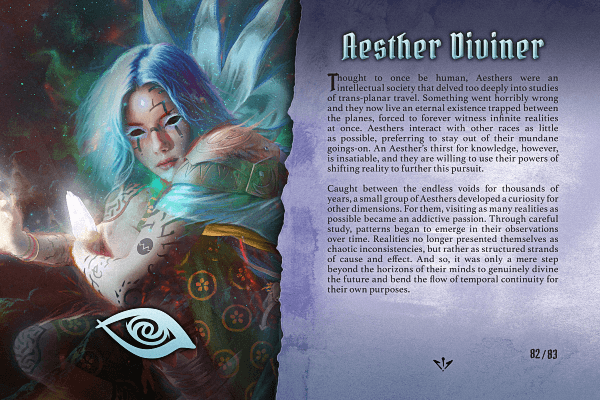 Aesther Diviner
Thought to once be human, Aesthers were an
intellectual society that delved too deeply into studies
of trans-planar travel. Something went horribly wrong
and they now live an eternal existence trapped between
the planes, forced to forever witness infinite realities
at once. Aesthers interact with other races as little
as possible, preferring to stay out of their mundane
goings-on. An Aesther's thirst for knowledge, however,
is insatiable, and they are willing to use their powers of
shifting reality to further this pursuit.
Caught between the endless voids for thousands of
years, a small group of Aesthers developed a curiosity for
other dimensions. For them, visiting as many realities as
possible became an addictive passion. Through careful
study, patterns began to emerge in their observations
over time. Realities no longer presented themselves as
chaotic inconsistencies, but rather as structured strands
of cause and effect. And so, it was only a mere step
beyond the horizons of their minds to genuinely divine
the future and bend the flow of temporal continuity for
their own purposes.
82/83